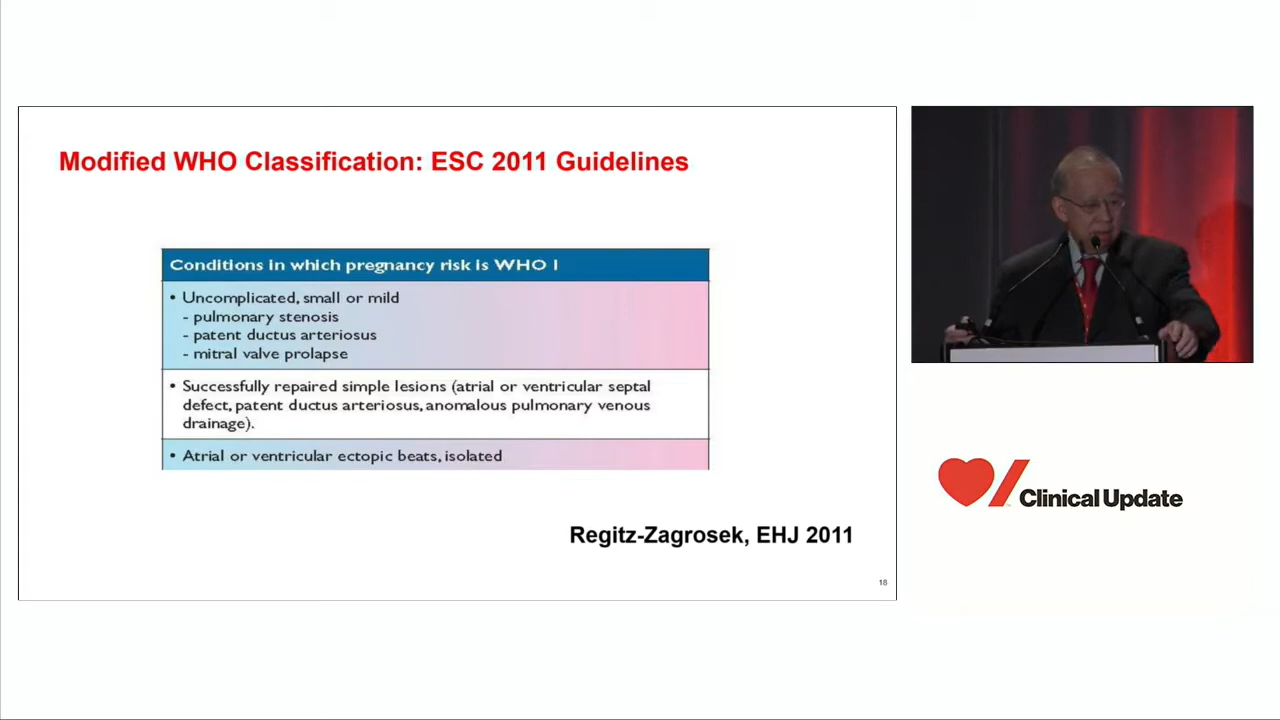 Modified WHO Classification: ESC 2011 Guidelines
Conditions in which pregnancy risk is WHO I
• Uncomplicated, small or mild
- pulmonary stenosis
- patent ductus arteriosus
- mitral valve prolapse
• Successfully repaired simple lesions (atrial or ventricular septal
defect, patent ductus arteriosus, anomalous pulmonary venous
drainage).
• Atrial or ventricular ectopic beats, isolated
Regitz-Zagrosek, EHJ 2011
18
Clinical Update